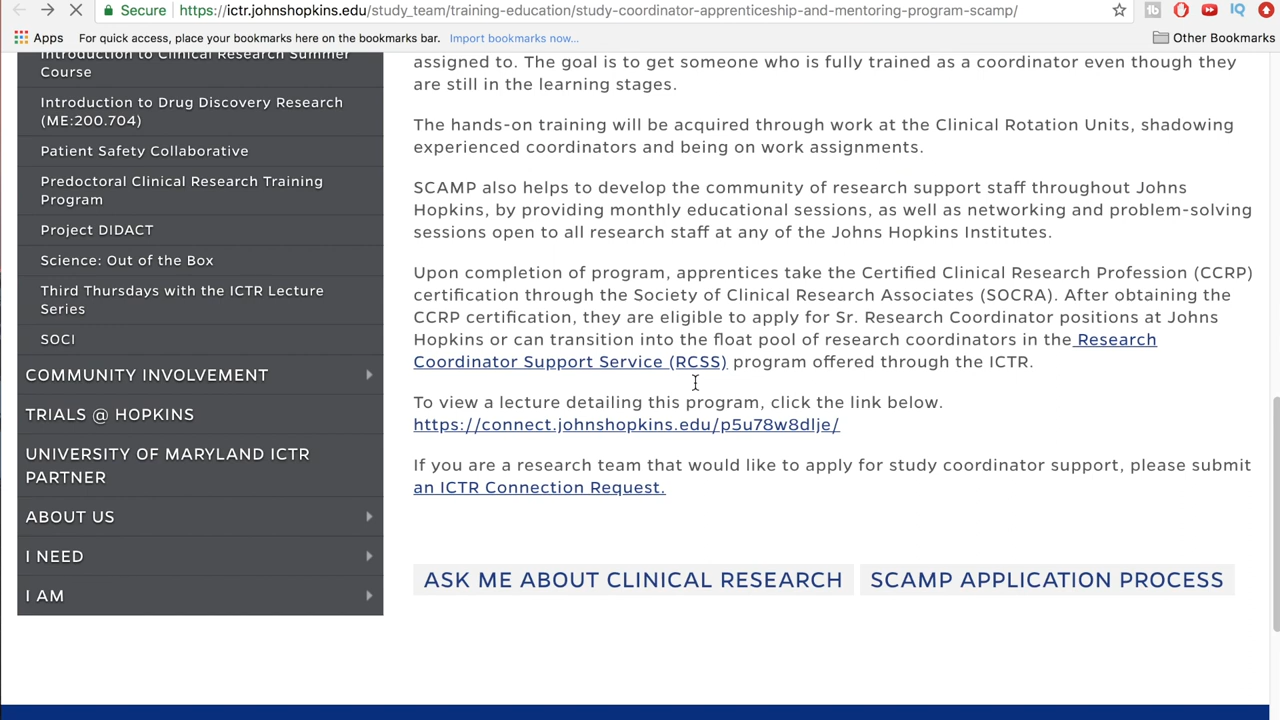 Secure
https://ictr.johnshopkins.edu/study_team/training-education/study-coordinator-apprenticeship-and-mentoring-program-scamp/
Apps
For quick access, place your bookmarks here on the bookmarks bar.
Import bookmarks now...
Other Bookmarks
Introduction to Clinical Research Summer
Course
Introduction to Drug Discovery Research
(ME:200.704)
Patient Safety Collaborative
Predoctoral Clinical Research Training
Program
Project DIDACT
Science: Out of the Box
Third Thursdays with the ICTR Lecture
Series
SOCI
COMMUNITY INVOLVEMENT
TRIALS @ HOPKINS
UNIVERSITY OF MARYLAND ICTR
PARTNER
ABOUT US
I NEED
I AM
assigned to. The goal is to get someone who is fully trained as a coordinator even though they
are still in the learning stages.
The hands-on training will be acquired through work at the Clinical Rotation Units, shadowing
experienced coordinators and being on work assignments.
SCAMP also helps to develop the community of research support staff throughout Johns
Hopkins, by providing monthly educational sessions, as well as networking and problem-solving
sessions open to all research staff at any of the Johns Hopkins Institutes.
Upon completion of program, apprentices take the Certified Clinical Research Profession (CCRP)
certification through the Society of Clinical Research Associates (SOCRA). After obtaining the
CCRP certification, they are eligible to apply for Sr. Research Coordinator positions at Johns
Hopkins or can transition into the float pool of research coordinators in the Research
Coordinator Support Service (RCSS) program offered through the ICTR.
To view a lecture detailing this program, click the link below.
https://connect.johnshopkins.edu/p5u78w8dlje/
If you are a research team that would like to apply for study coordinator support, please submit
an ICTR Connection Request.
ASK ME ABOUT CLINICAL RESEARCH
SCAMP APPLICATION PROCESS